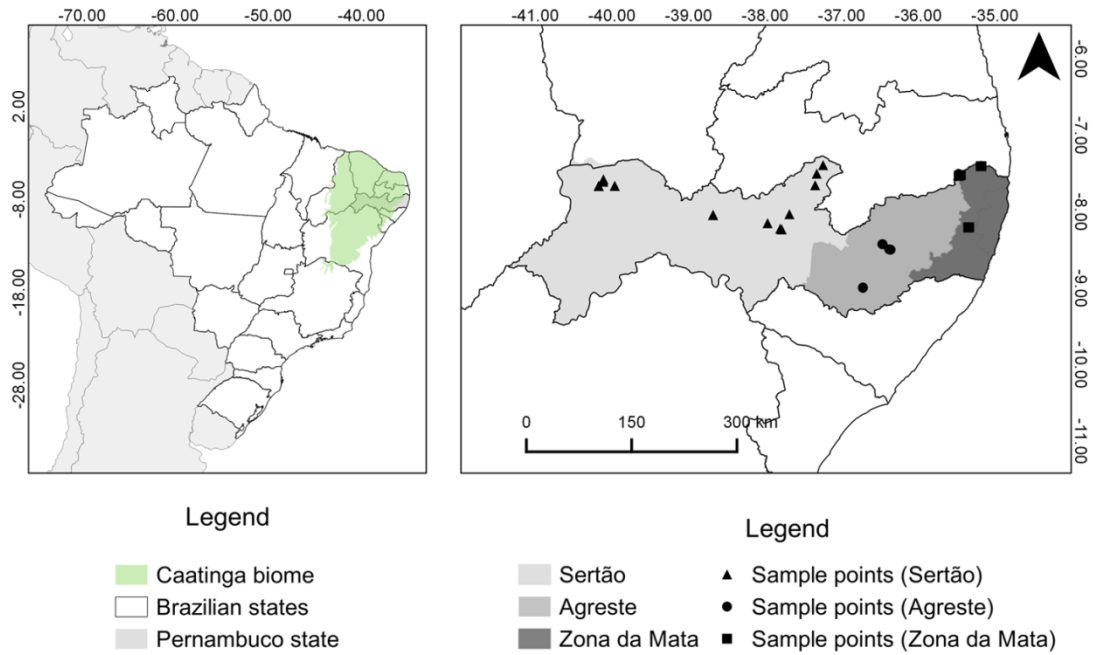 -70.00 -60.00 -50.00 -40.00
2.00
-8.00
-18.00
-28.00
-41.00 -40.00 -39.00 -38.00 -37.00 -36.00 -35.00
-6.00
-7.00
-8.00
-9.00
-10.00
-11.00
0 150 300 km
Legend
Caatinga biome
Brazilian states
Pernambuco state
Legend
Sertão
Agreste
Zona da Mata
Sample points (Sertão)
Sample points (Agreste)
Sample points (Zona da Mata)